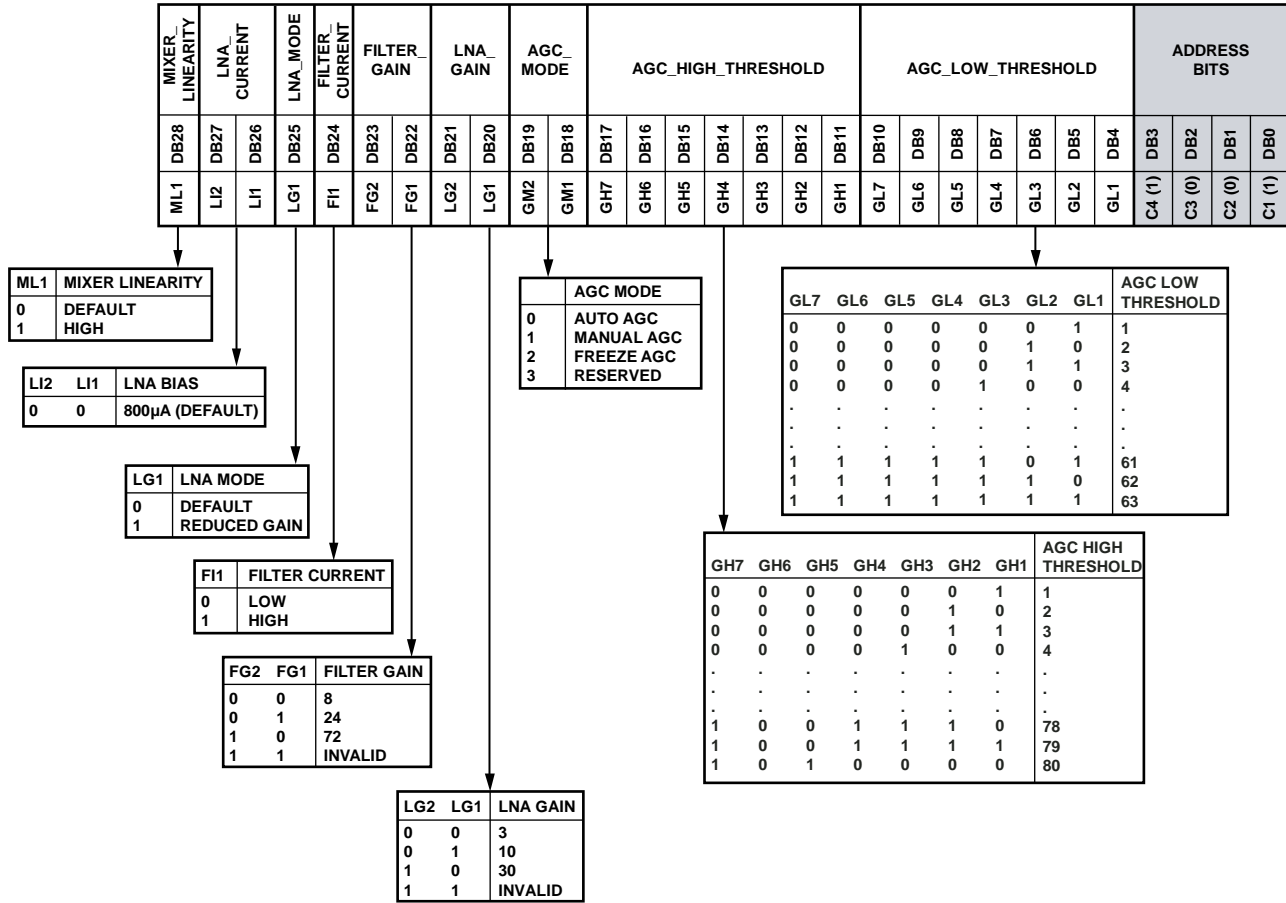 MIXER_ LINEARITY
LNA_ CURRENT
LNA_MODE
FILTER_ CURRENT
FILTER_ GAIN
LNA_ GAIN
AGC_ MODE
AGC_HIGH_THRESHOLD
AGC_LOW_THRESHOLD
ADDRESS BITS
DB28 DB27 DB26 DB25 DB24 DB23 DB22 DB21 DB20 DB19 DB18 DB17 DB16 DB15 DB14 DB13 DB12 DB11 DB10 DB9 DB8 DB7 DB6 DB5 DB4 DB3 DB2 DB1 DB0
ML1 LI2 LI1 LG1 FI1 FG2 FG1 LG2 LG1 GM2 GM1 GH7 GH6 GH5 GH4 GH3 GH2 GH1 GL7 GL6 GL5 GL4 GL3 GL2 GL1 C4 (1) C3 (0) C2 (0) C1 (1)
ML1 MIXER LINEARITY
0 DEFAULT
1 HIGH
LI2 LI1 LNA BIAS
0 0 800µA (DEFAULT)
LG1 LNA MODE
0 DEFAULT
1 REDUCED GAIN
FI1 FILTER CURRENT
0 LOW
1 HIGH
FG2 FG1 FILTER GAIN
0 0 8
0 1 24
1 0 72
1 1 INVALID
LG2 LG1 LNA GAIN
0 0 3
0 1 10
1 0 30
1 1 INVALID
AGC MODE
0 AUTO AGC
1 MANUAL AGC
2 FREEZE AGC
3 RESERVED
GL7 GL6 GL5 GL4 GL3 GL2 GL1 AGC LOW THRESHOLD
0 0 0 0 0 0 1 1
0 0 0 0 0 1 0 2
0 0 0 0 0 1 1 3
0 0 0 0 1 0 0 4
. . . . . . . .
. . . . . . . .
. . . . . . . .
1 1 1 1 1 0 1 61
1 1 1 1 1 1 0 62
1 1 1 1 1 1 1 63
GH7 GH6 GH5 GH4 GH3 GH2 GH1 AGC HIGH THRESHOLD
0 0 0 0 0 0 1 1
0 0 0 0 0 1 0 2
0 0 0 0 0 1 1 3
0 0 0 0 1 0 0 4
. . . . . . . .
. . . . . . . .
. . . . . . . .
1 0 0 1 1 1 0 78
1 0 0 1 1 1 1 79
1 0 1 0 0 0 0 80